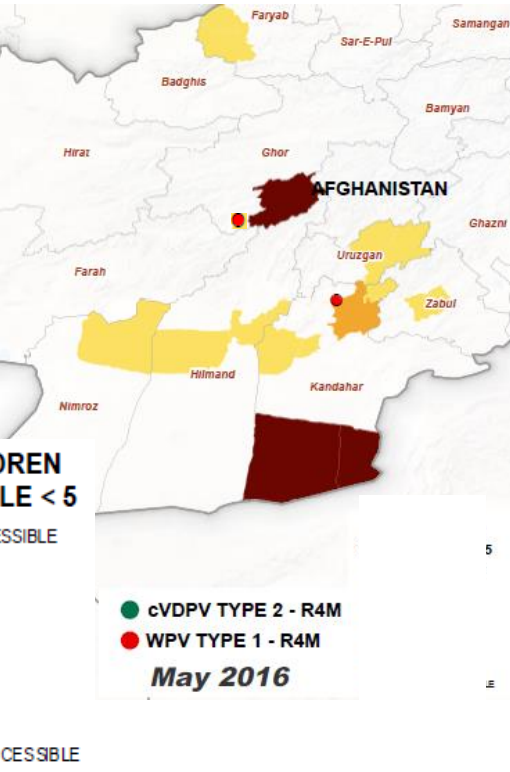 Faryab
Samangan
Sar-E-Pul
Badghis
Bamyan
Hirat
Ghor
AFGHANISTAN
Ghazni
Uruzgan
Farah
Zabul
Hilmand
Kandahar
Nimroz
DREN
LE < 5
ESSIBLE
5
cVDPV TYPE 2 - R4M
WPV TYPE 1 - R4M
May 2016
CESSIBLE